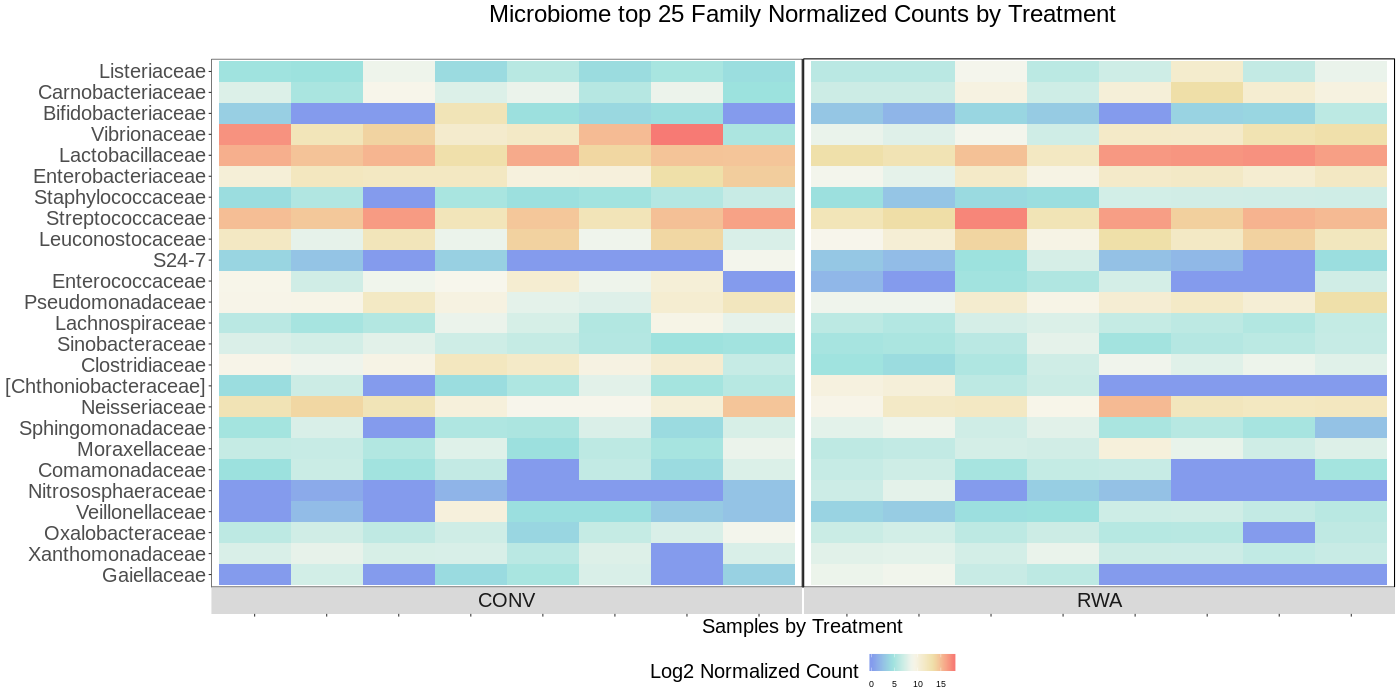 Microbiome top 25 Family Normalized Counts by Treatment
Listeriaceae
Carnobacteriaceae
Bifidobacteriaceae
Vibrionaceae
Lactobacillaceae
Enterobacteriaceae
Staphylococcaceae
Streptococcaceae
Leuconostocaceae
S24-7
Enterococcaceae
Pseudomonadaceae
Lachnospiraceae
Sinobacteraceae
Clostridiaceae
[Chthoniobacteraceae]
Neisseriaceae
Sphingomonadaceae
Moraxellaceae
Comamonadaceae
Nitrososphaeraceae
Veillonellaceae
Oxalobacteraceae
Xanthomonadaceae
Gaiellaceae
CONV RWA
Samples by Treatment
Log2 Normalized Count
0 5 10 15